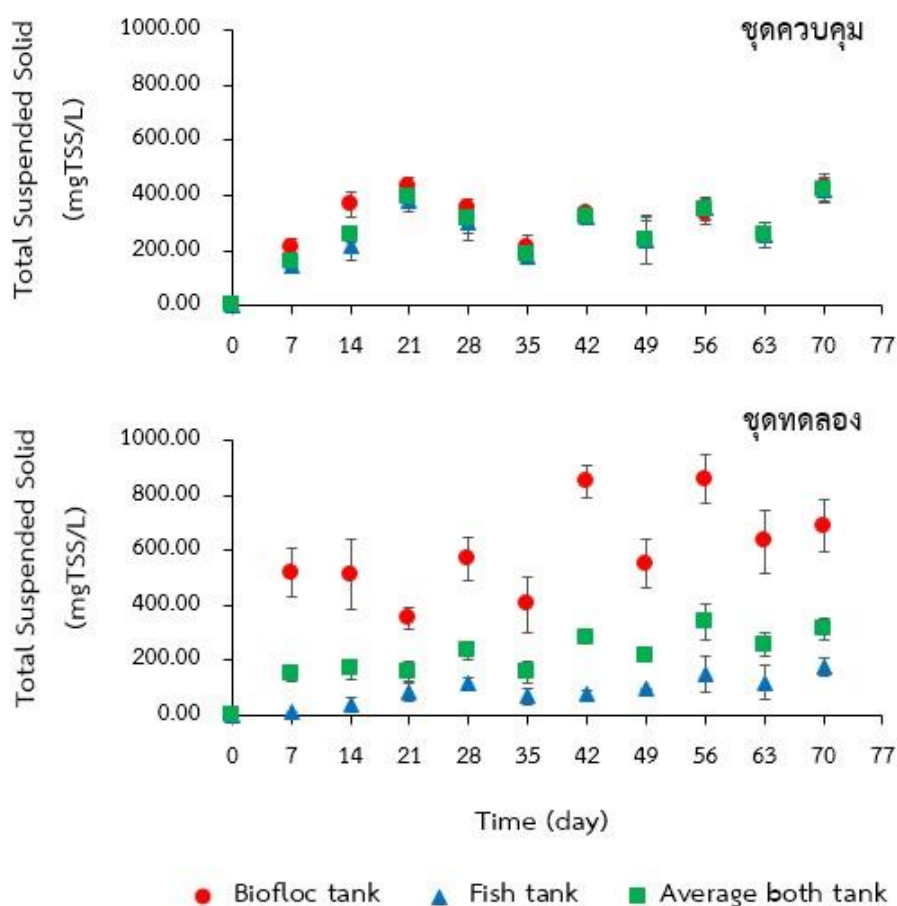 ชุดควบคุม
Total Suspended Solid
(mgTSS/L)
1000.00
800.00
600.00
400.00
200.00
0.00
0 7 14 21 28 35 42 49 56 63 70 77
ชุดทดลอง
Total Suspended Solid
(mgTSS/L)
1000.00
800.00
600.00
400.00
200.00
0.00
0 7 14 21 28 35 42 49 56 63 70 77
Time (day)
Biofloc tank Fish tank Average both tank